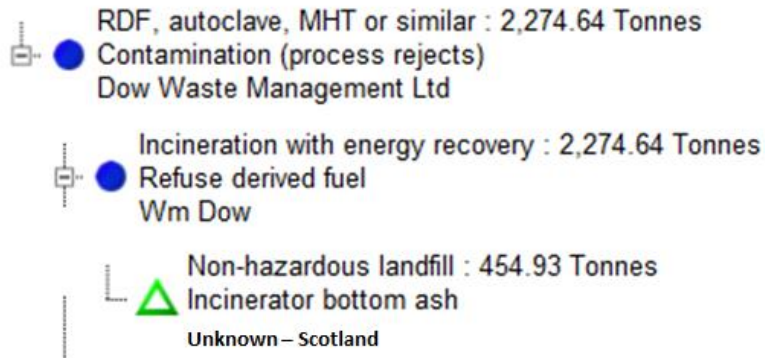 RDF, autoclave, MHT or similar : 2,274.64 Tonnes
Contamination (process rejects)
Dow Waste Management Ltd
Incineration with energy recovery : 2,274.64 Tonnes
Refuse derived fuel
Wm Dow
Non-hazardous landfill : 454.93 Tonnes
Incinerator bottom ash
Unknown – Scotland